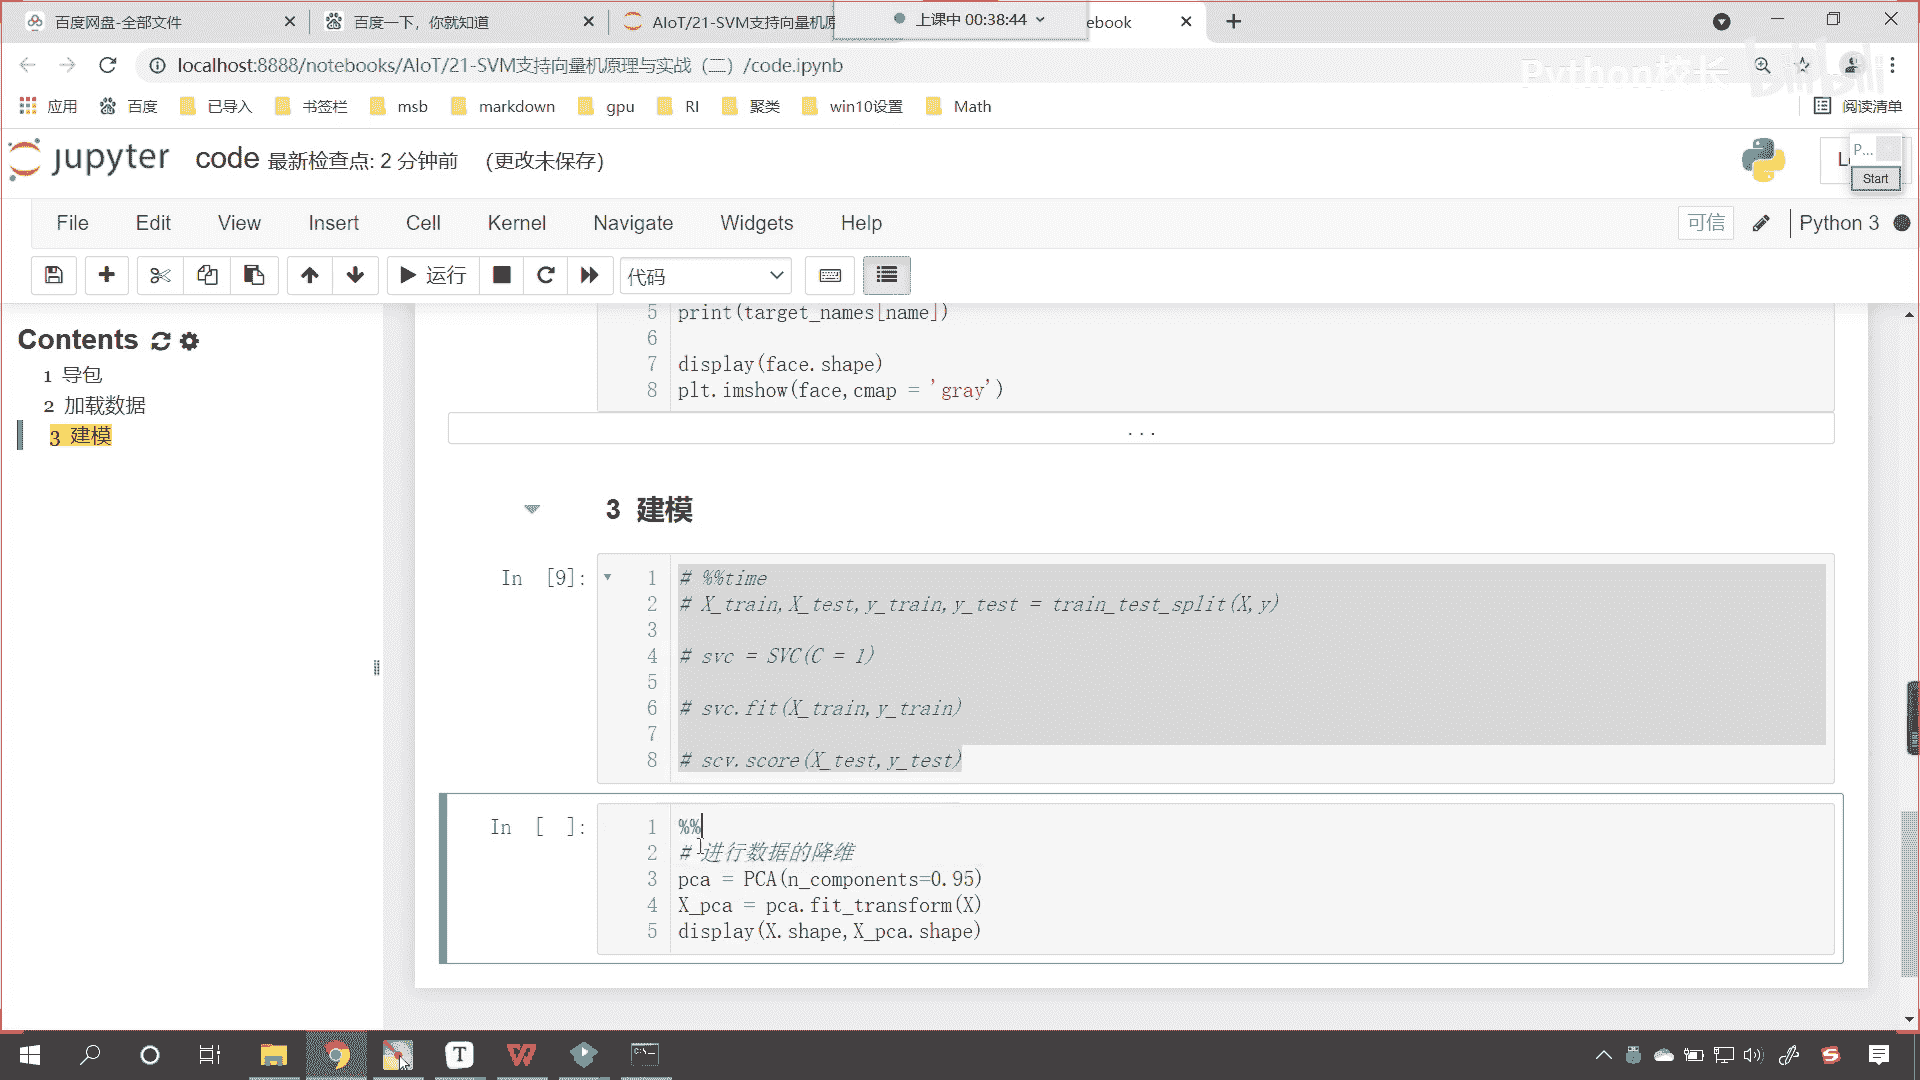 百度网盘-全部文件
百度一下，你就知道
AIoT/21-SVM支持向量机原
上课中 00:38:44
ebook
localhost:8888/notebooks/AIoT/21-SVM支持向量机原理与实战（二）/code.ipynb
Python校长
bilibili
应用
百度
已导入
书签栏
msb
markdown
gpu
RI
聚类
win10设置
Math
阅读清单
jupyter
code 最新检查点: 2 分钟前 (更改未保存)
P...
Start
File
Edit
View
Insert
Cell
Kernel
Navigate
Widgets
Help
可信
Python 3
运行
代码
Contents
1 导包
2 加载数据
3 建模
5 print(target_names[name])
6
7 display(face.shape)
8 plt.imshow(face,cmap = 'gray')
...
3 建模
In [9]:
1 # %%time
2 # X_train,X_test,y_train,y_test = train_test_split(X,y)
3
4 # svc = SVC(C = 1)
5
6 # svc.fit(X_train,y_train)
7
8 # scv.score(X_test,y_test)
In [ ]:
1 %%
2 # 进行数据的降维
3 pca = PCA(n_components=0.95)
4 X_pca = pca.fit_transform(X)
5 display(X.shape,X_pca.shape)